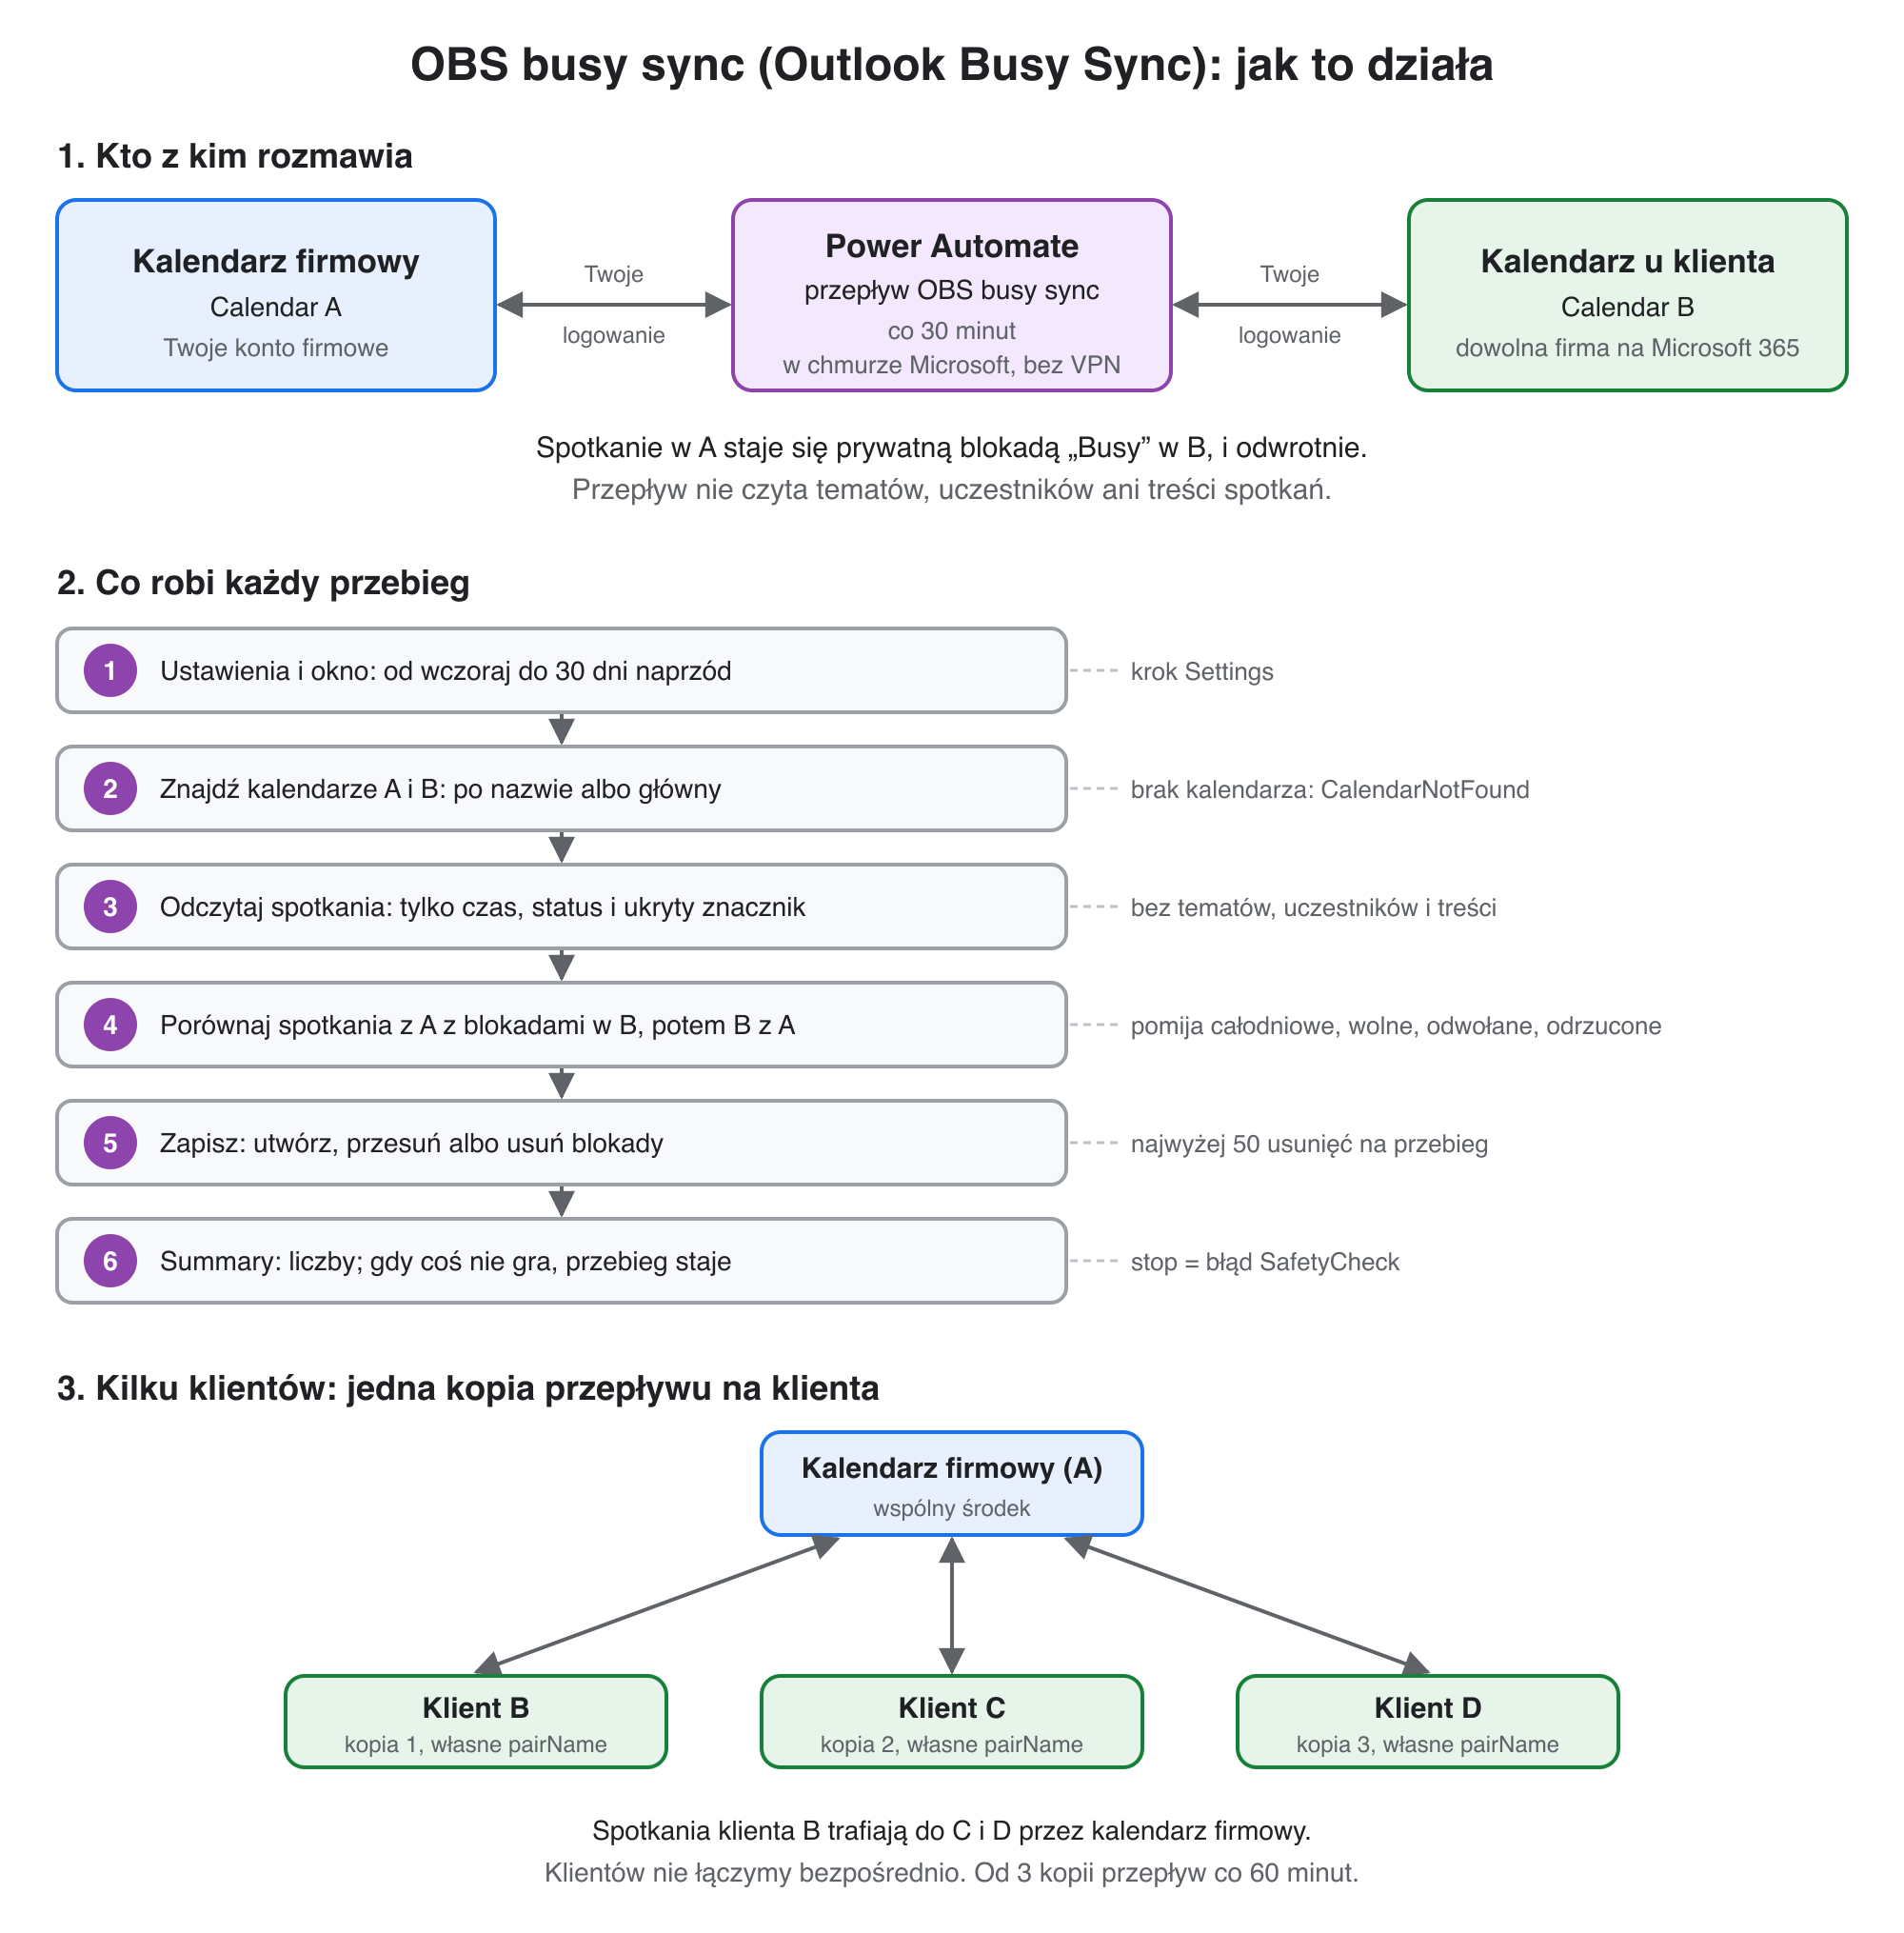 OBS busy sync (Outlook Busy Sync): jak to działa
1. Kto z kim rozmawia
Kalendarz firmowy
Calendar A
Twoje konto firmowe
Twoje
logowanie
Power Automate
przepływ OBS busy sync
co 30 minut
w chmurze Microsoft, bez VPN
Twoje
logowanie
Kalendarz u klienta
Calendar B
dowolna firma na Microsoft 365
Spotkanie w A staje się prywatną blokadą „Busy” w B, i odwrotnie.
Przepływ nie czyta tematów, uczestników ani treści spotkań.
2. Co robi każdy przebieg
1 Ustawienia i okno: od wczoraj do 30 dni naprzód
krok Settings
2 Znajdź kalendarze A i B: po nazwie albo główny
brak kalendarza: CalendarNotFound
3 Odczytaj spotkania: tylko czas, status i ukryty znacznik
bez tematów, uczestników i treści
4 Porównaj spotkania z A z blokadami w B, potem B z A
pomija całodniowe, wolne, odwołane, odrzucone
5 Zapisz: utwórz, przesuń albo usuń blokady
najwyżej 50 usunięć na przebieg
6 Summary: liczby; gdy coś nie gra, przebieg staje
stop = błąd SafetyCheck
3. Kilku klientów: jedna kopia przepływu na klienta
Kalendarz firmowy (A)
wspólny środek
Klient B
kopia 1, własne pairName
Klient C
kopia 2, własne pairName
Klient D
kopia 3, własne pairName
Spotkania klienta B trafiają do C i D przez kalendarz firmowy.
Klientów nie łączymy bezpośrednio. Od 3 kopii przepływ co 60 minut.